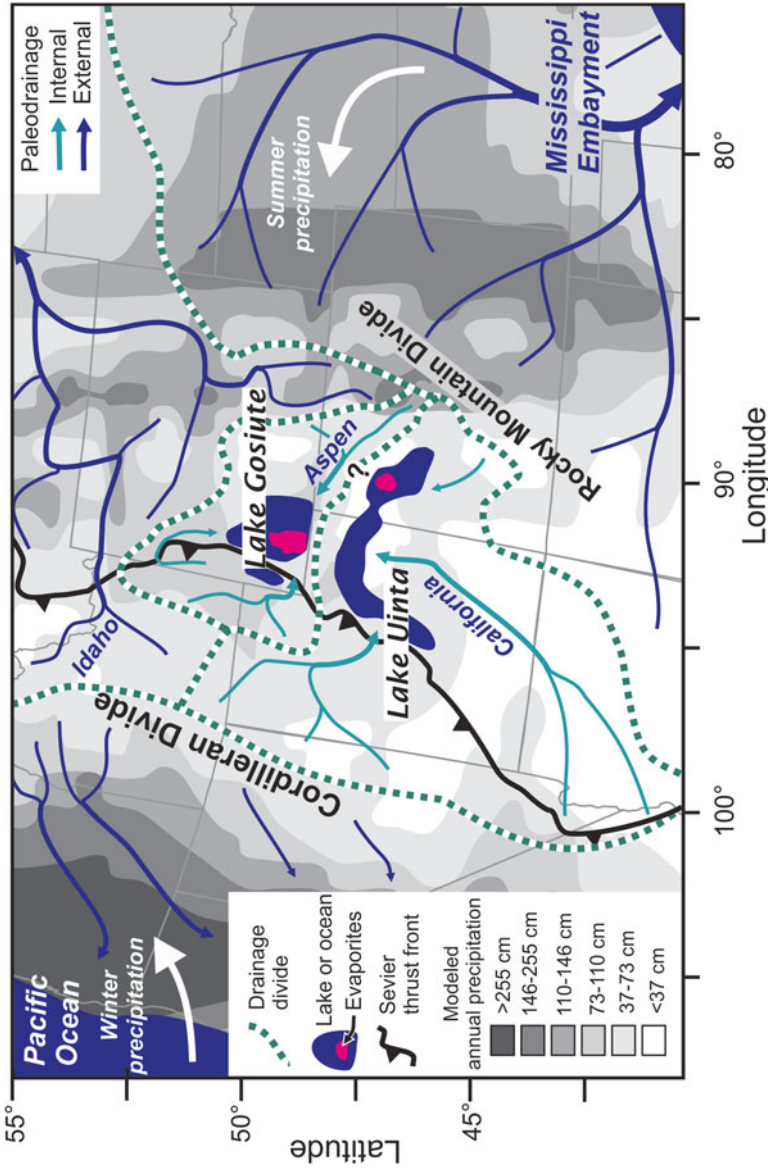 Pacific
Ocean
Winter
precipitation
Cordilleran Divide
Idaho
Lake Gosiute
Aspen
?
Lake Uinta
California
Rocky Mountain Divide
Summer
precipitation
Mississippi
Embayment
Paleodrainage
Internal
External
Drainage
divide
Lake or ocean
Evaporites
Sevier
thrust front
Modeled
annual precipitation
>255 cm
146-255 cm
110-146 cm
73-110 cm
37-73 cm
<37 cm
55°
50°
45°
Latitude
100°
90°
80°
Longitude